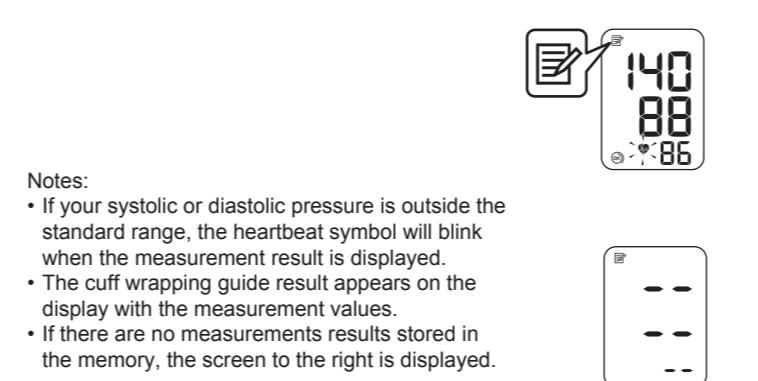 140
88
OK 86
Notes:
• If your systolic or diastolic pressure is outside the
standard range, the heartbeat symbol will blink
when the measurement result is displayed.
• The cuff wrapping guide result appears on the
display with the measurement values.
• If there are no measurements results stored in
the memory, the screen to the right is displayed.
-- 
--
--